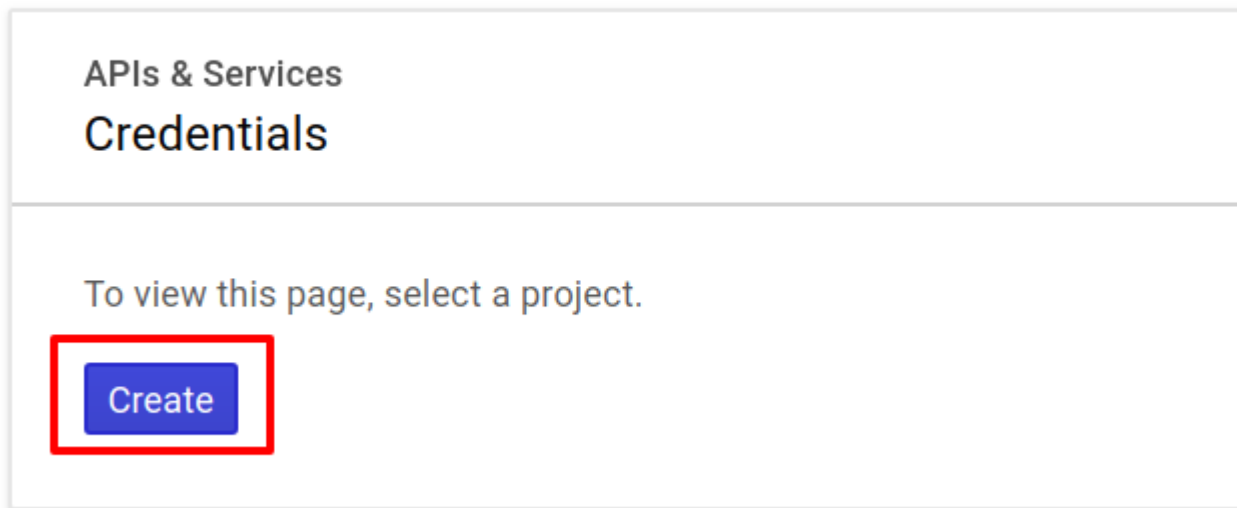 APIs & Services
Credentials
To view this page, select a project.
Create